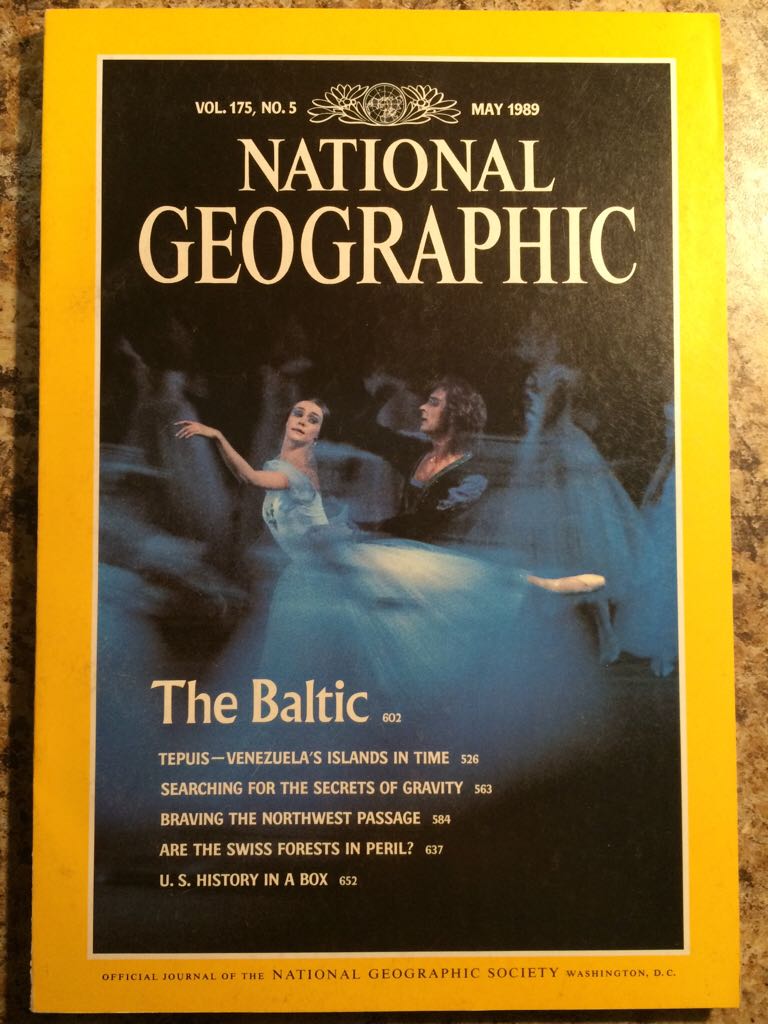 VOL. 175, NO. 5 MAY 1989
NATIONAL
GEOGRAPHIC
The Baltic 602
TEPUIS—VENEZUELA'S ISLANDS IN TIME 526
SEARCHING FOR THE SECRETS OF GRAVITY 563
BRAVING THE NORTHWEST PASSAGE 584
ARE THE SWISS FORESTS IN PERIL? 637
U. S. HISTORY IN A BOX 652
OFFICIAL JOURNAL OF THE NATIONAL GEOGRAPHIC SOCIETY WASHINGTON, D.C.